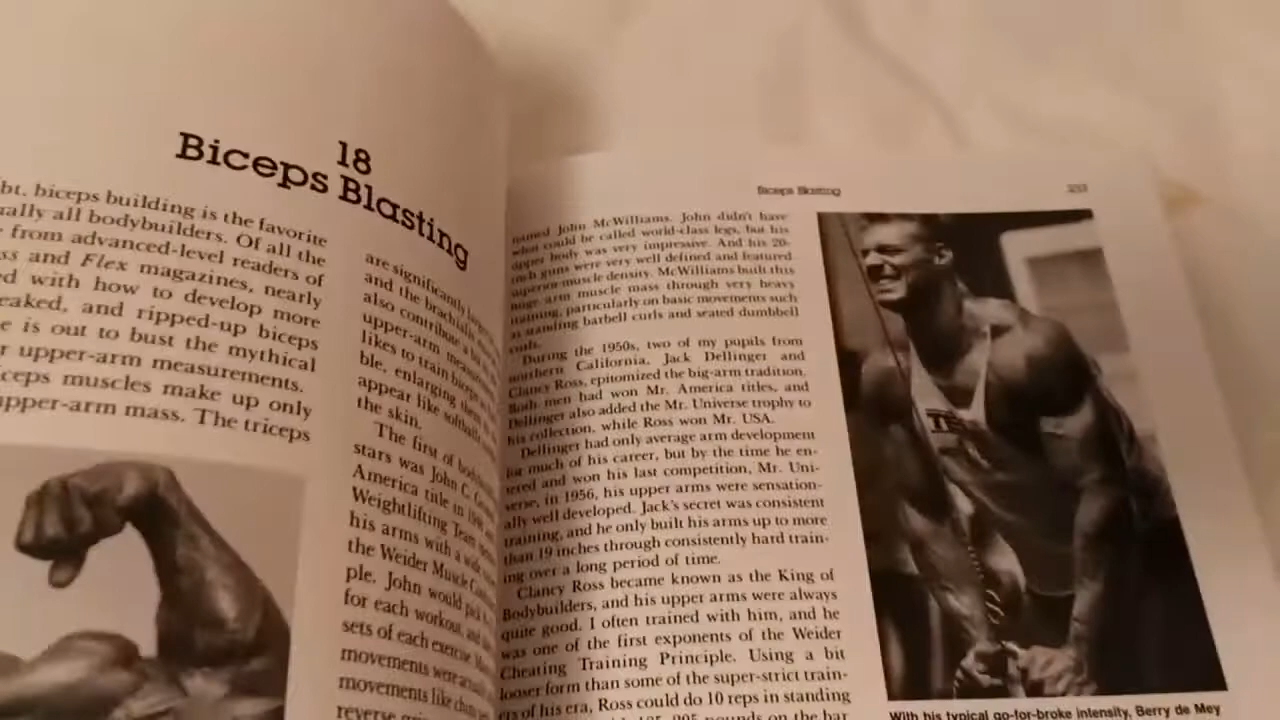 18
Biceps Blasting
bt, biceps building is the favorite
ally all bodybuilders. Of all the
from advanced-level readers of
ss and Flex magazines, nearly
ed with how to develop more
eaked, and ripped-up biceps
e is out to bust the mythical
r upper-arm measurements.
iceps muscles make up only
upper-arm mass. The triceps
are significantly
and the brachialis
also contribute
upper-arm
likes to train biceps
ble, enlarging
appear like softballs
the skin.
The first of
stars was John C.
America title in
Weightlifting Team
his arms with a wide
the Weider Muscle
ple. John would
for each workout, and
sets of each exercise.
movements were
movements like
reverse
Biceps Blasting
named John McWilliams. John didn't have
what could be called world-class legs, but his
upper body was very impressive. And his 20-
inch guns were very well defined and featured
superior muscle density. McWilliams built this
huge arm muscle mass through very heavy
training, particularly on basic movements such
as standing barbell curls and seated dumbbell
curls.
During the 1950s, two of my pupils from
northern California, Jack Dellinger and
Clancy Ross, epitomized the big-arm tradition.
Both men had won Mr. America titles, and
Dellinger also added the Mr. Universe trophy to
his collection, while Ross won Mr. USA.
Dellinger had only average arm development
for much of his career, but by the time he en-
tered and won his last competition, Mr. Uni-
verse, in 1956, his upper arms were sensation-
ally well developed. Jack's secret was consistent
training, and he only built his arms up to more
than 19 inches through consistently hard train-
ing over a long period of time.
Clancy Ross became known as the King of
Bodybuilders, and his upper arms were always
quite good. I often trained with him, and he
was one of the first exponents of the Weider
Cheating Training Principle. Using a bit
looser form than some of the super-strict train-
ers of his era, Ross could do 10 reps in standing
pounds on the bar
With his typical go-for-broke intensity, Berry de Mey